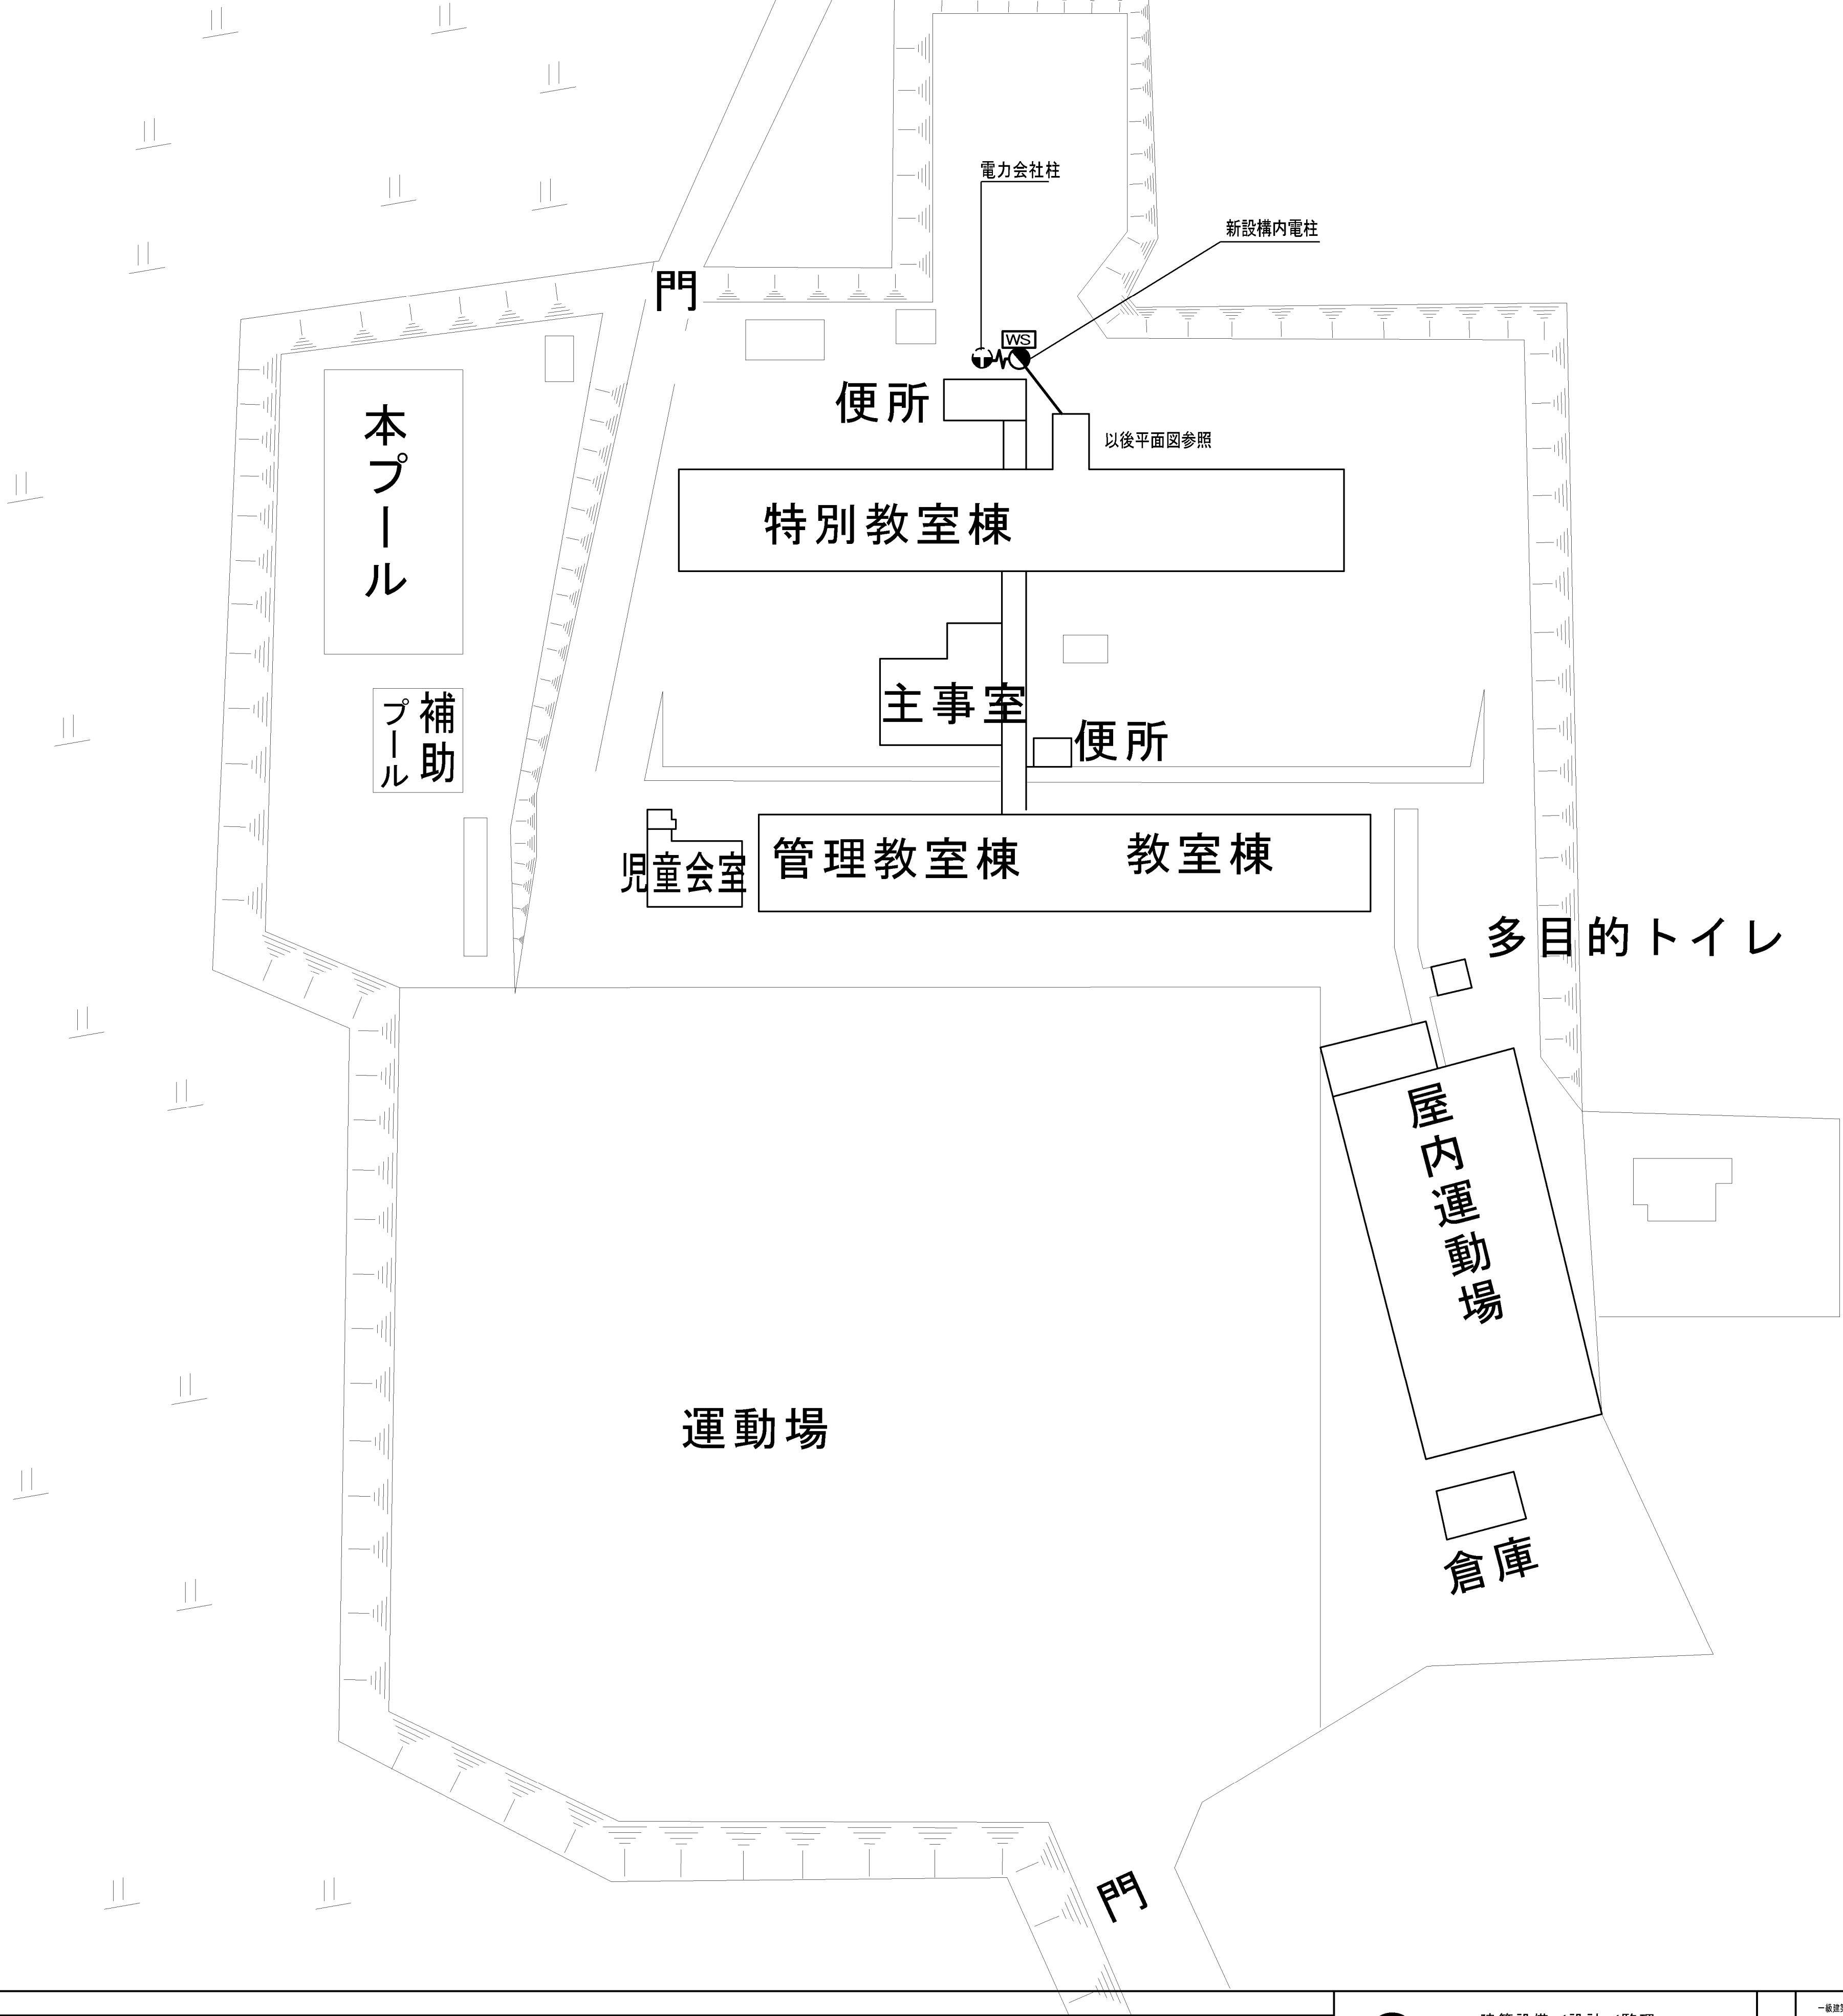 電力会社柱
新設構内電柱
門
WS
便所
以後平面図参照
本プール
特別教室棟
補助
プール
主事室
便所
児童会室
管理教室棟
教室棟
多目的トイレ
屋内運動場
運動場
倉庫
門